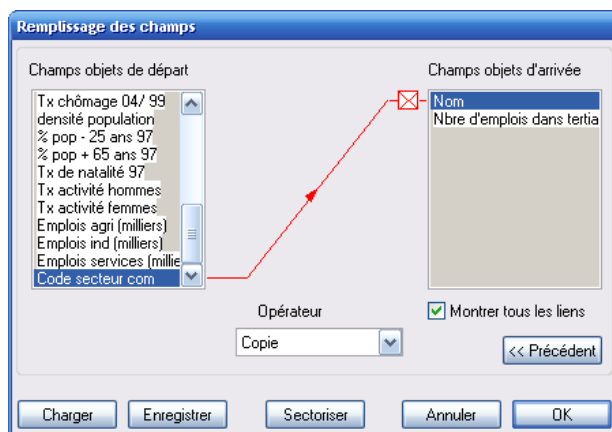 Remplissage des champs
Champs objets de départ
Champs objets d'arrivée
Tx chômage 04/ 99
densité population
% pop - 25 ans 97
% pop + 65 ans 97
Tx de natalité 97
Tx activité hommes
Tx activité femmes
Emplois agri (milliers)
Emplois ind (milliers)
Emplois services (millie
Code secteur com
Nom
Nbre d'emplois dans tertia
Opérateur
Copie
Montrer tous les liens
<< Précédent
Charger
Enregistrer
Sectoriser
Annuler
OK